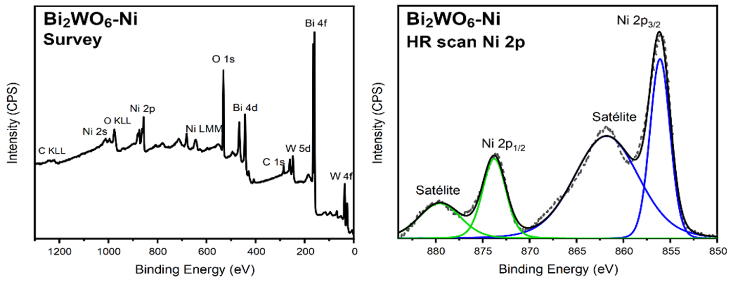 Bi₂WO₆-Ni
Survey
Bi 4f
O 1s
Ni 2p
O KLL
Ni 2s
Bi 4d
Ni LMM
C KLL
C 1s
W 5d
W 4f
Intensity (CPS)
1200 1000 800 600 400 200 0
Binding Energy (eV)
Bi₂WO₆-Ni
HR scan Ni 2p
Ni 2p₃/₂
Satélite
Ni 2p₁/₂
Satélite
Intensity (CPS)
880 875 870 865 860 855 850
Binding Energy (eV)